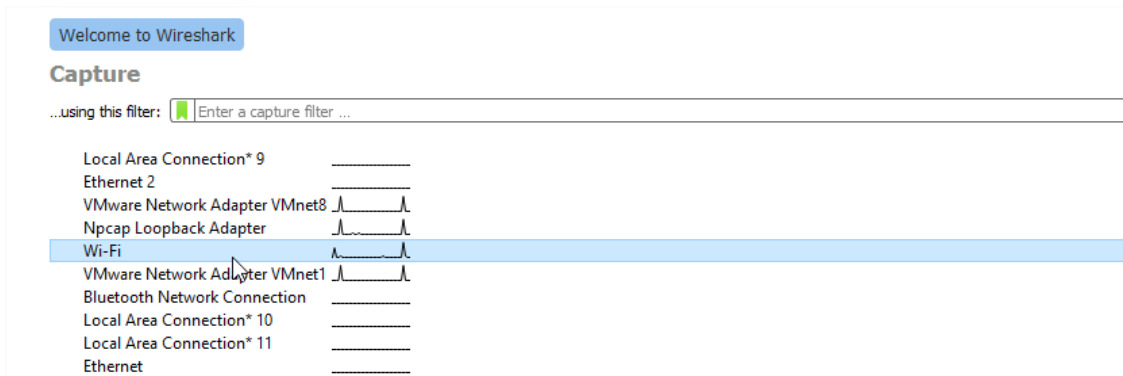 Welcome to Wireshark
Capture
...using this filter: Enter a capture filter ...
Local Area Connection* 9
Ethernet 2
VMware Network Adapter VMnet8
Npcap Loopback Adapter
Wi-Fi
VMware Network Adapter VMnet1
Bluetooth Network Connection
Local Area Connection* 10
Local Area Connection* 11
Ethernet